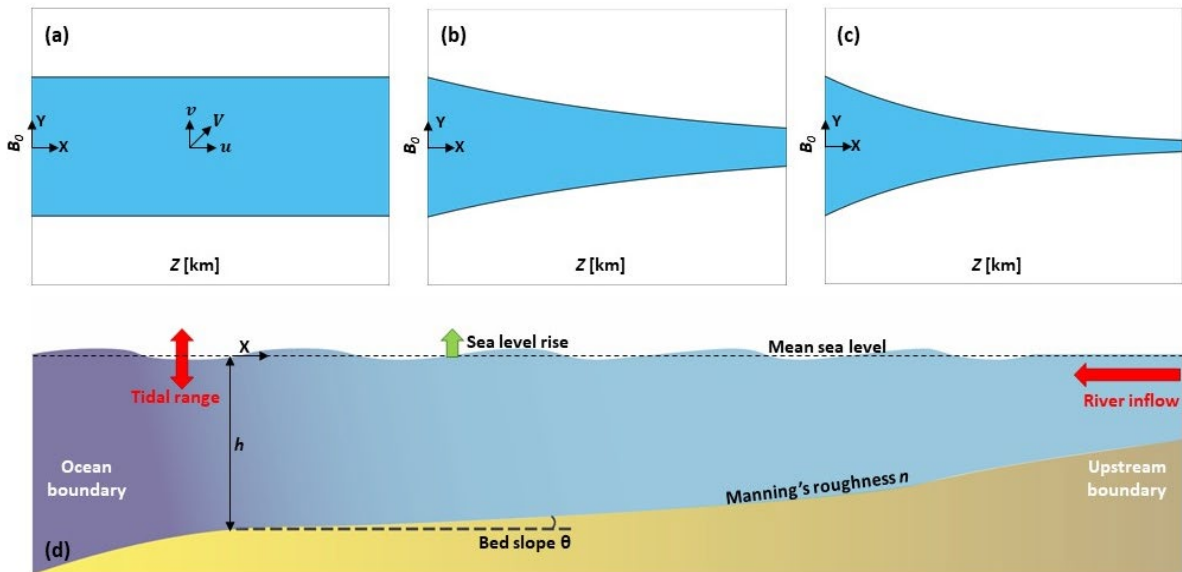 (a)
Y
B₀
X
v
V
u
Z [km]
(b)
Y
B₀
X
Z [km]
(c)
Y
B₀
X
Z [km]
X
Sea level rise
Mean sea level
Tidal range
River inflow
h
Ocean
boundary
Upstream
boundary
Manning's roughness n
Bed slope θ
(d)